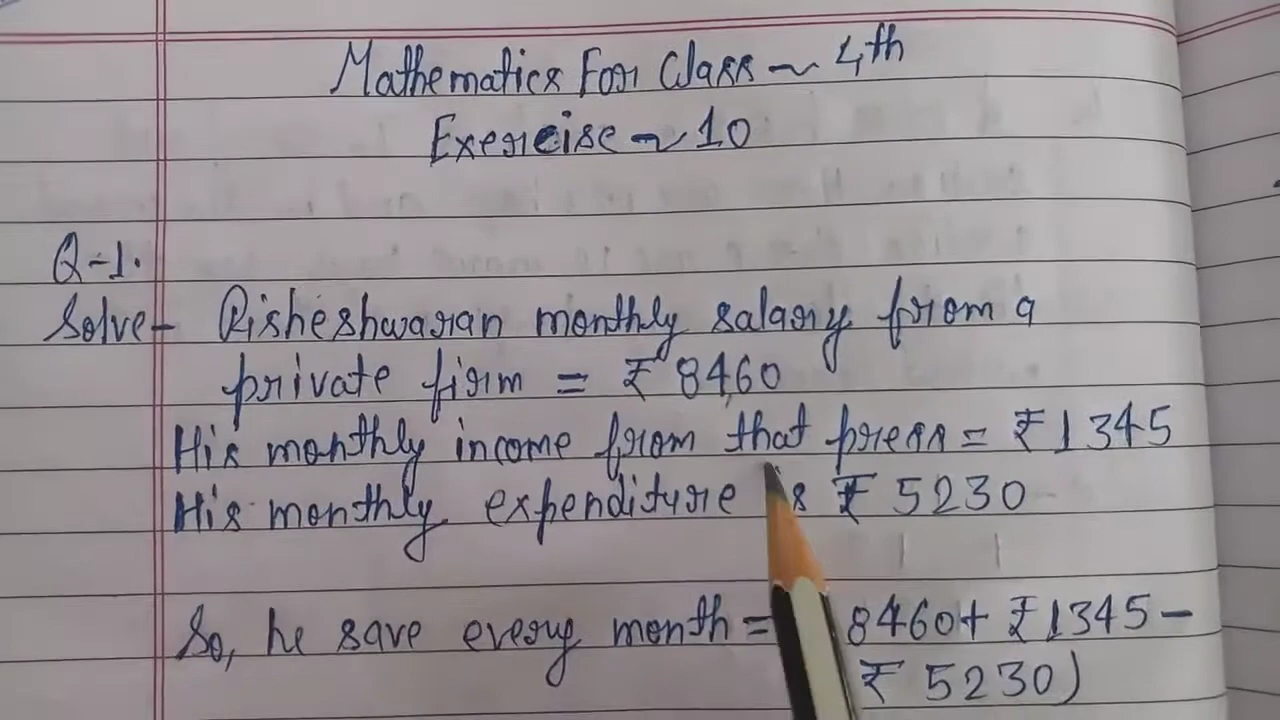 Mathematics For Class ~ 4th
Exercise ~ 10
Q-1.
Solve- Risheshwaran monthly salary from a
private firm = ₹ 8460
His monthly income from that press = ₹ 1345
His monthly expenditure is ₹ 5230
So, he save every month = 8460+ ₹ 1345 -
₹ 5230)